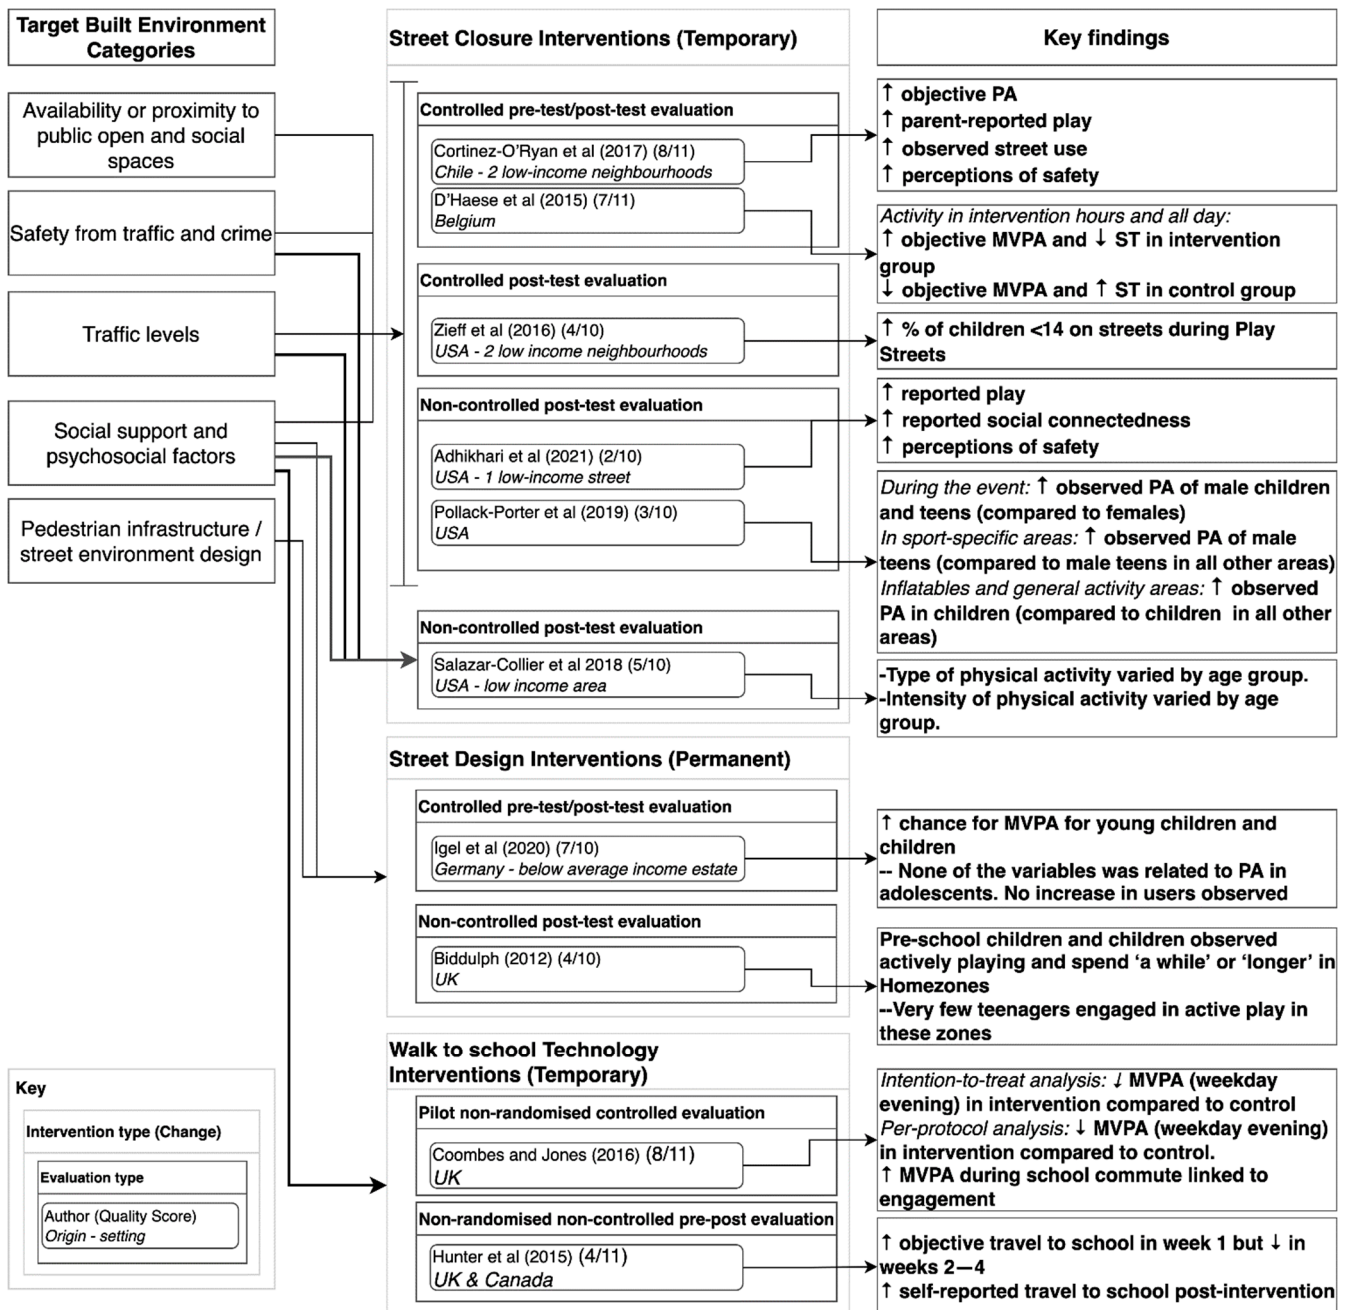 Target Built Environment
Categories
Availability or proximity to
public open and social
spaces
Safety from traffic and crime
Traffic levels
Social support and
psychosocial factors
Pedestrian infrastructure /
street environment design
Key
Intervention type (Change)
Evaluation type
Author (Quality Score)
Origin - setting
Street Closure Interventions (Temporary)
Controlled pre-test/post-test evaluation
Cortinez-O'Ryan et al (2017) (8/11)
Chile - 2 low-income neighbourhoods
D'Haese et al (2015) (7/11)
Belgium
Controlled post-test evaluation
Zieff et al (2016) (4/10)
USA - 2 low income neighbourhoods
Non-controlled post-test evaluation
Adhikhari et al (2021) (2/10)
USA - 1 low-income street
Pollack-Porter et al (2019) (3/10)
USA
Non-controlled post-test evaluation
Salazar-Collier et al 2018 (5/10)
USA - low income area
Street Design Interventions (Permanent)
Controlled pre-test/post-test evaluation
Igel et al (2020) (7/10)
Germany - below average income estate
Non-controlled post-test evaluation
Biddulph (2012) (4/10)
UK
Walk to school Technology
Interventions (Temporary)
Pilot non-randomised controlled evaluation
Coombes and Jones (2016) (8/11)
UK
Non-randomised non-controlled pre-post evaluation
Hunter et al (2015) (4/11)
UK & Canada
Key findings
↑ objective PA
↑ parent-reported play
↑ observed street use
↑ perceptions of safety
Activity in intervention hours and all day:
↑ objective MVPA and ↓ ST in intervention
group
↓ objective MVPA and ↑ ST in control group
↑ % of children <14 on streets during Play
Streets
↑ reported play
↑ reported social connectedness
↑ perceptions of safety
During the event: ↑ observed PA of male children
and teens (compared to females)
In sport-specific areas: ↑ observed PA of male
teens (compared to male teens in all other areas)
Inflatables and general activity areas: ↑ observed
PA in children (compared to children in all other
areas)
-Type of physical activity varied by age group.
-Intensity of physical activity varied by age
group.
↑ chance for MVPA for young children and
children
-- None of the variables was related to PA in
adolescents. No increase in users observed
Pre-school children and children observed
actively playing and spend 'a while' or 'longer' in
Homezones
--Very few teenagers engaged in active play in
these zones
Intention-to-treat analysis: ↓ MVPA (weekday
evening) in intervention compared to control
Per-protocol analysis: ↓ MVPA (weekday evening)
in intervention compared to control.
↑ MVPA during school commute linked to
engagement
↑ objective travel to school in week 1 but ↓ in
weeks 2—4
↑ self-reported travel to school post-intervention